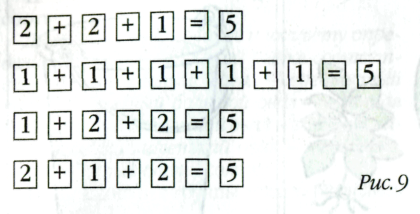 2 + 2 + 1 = 5
1 + 1 + 1 + 1 + 1 = 5
1 + 2 + 2 = 5
2 + 1 + 2 = 5
Рис. 9